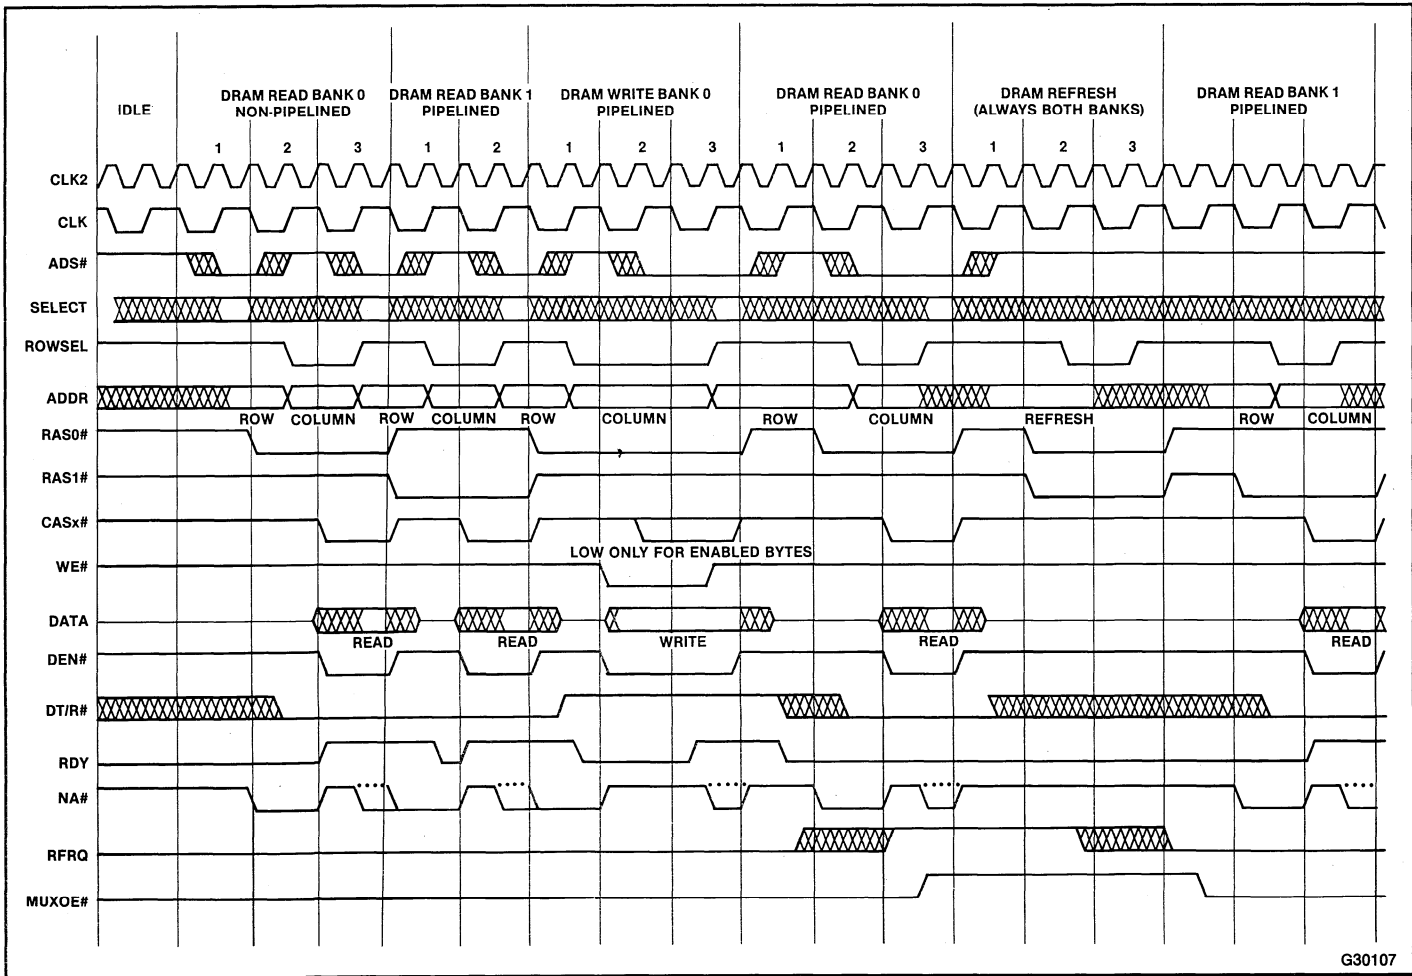 IDLE
DRAM READ BANK 0
NON-PIPELINED
DRAM READ BANK 1
PIPELINED
DRAM WRITE BANK 0
PIPELINED
DRAM READ BANK 0
PIPELINED
DRAM REFRESH
(ALWAYS BOTH BANKS)
DRAM READ BANK 1
PIPELINED
1 2 3 1 2 1 2 3 1 2 3 1 2 3
CLK2
CLK
ADS#
SELECT
ROWSEL
ADDR
ROW COLUMN ROW COLUMN ROW COLUMN ROW COLUMN REFRESH ROW COLUMN
RAS0#
RAS1#
CASx#
LOW ONLY FOR ENABLED BYTES
WE#
DATA
READ READ WRITE READ READ
DEN#
DT/R#
RDY
NA#
RFRQ
MUXOE#
G30107